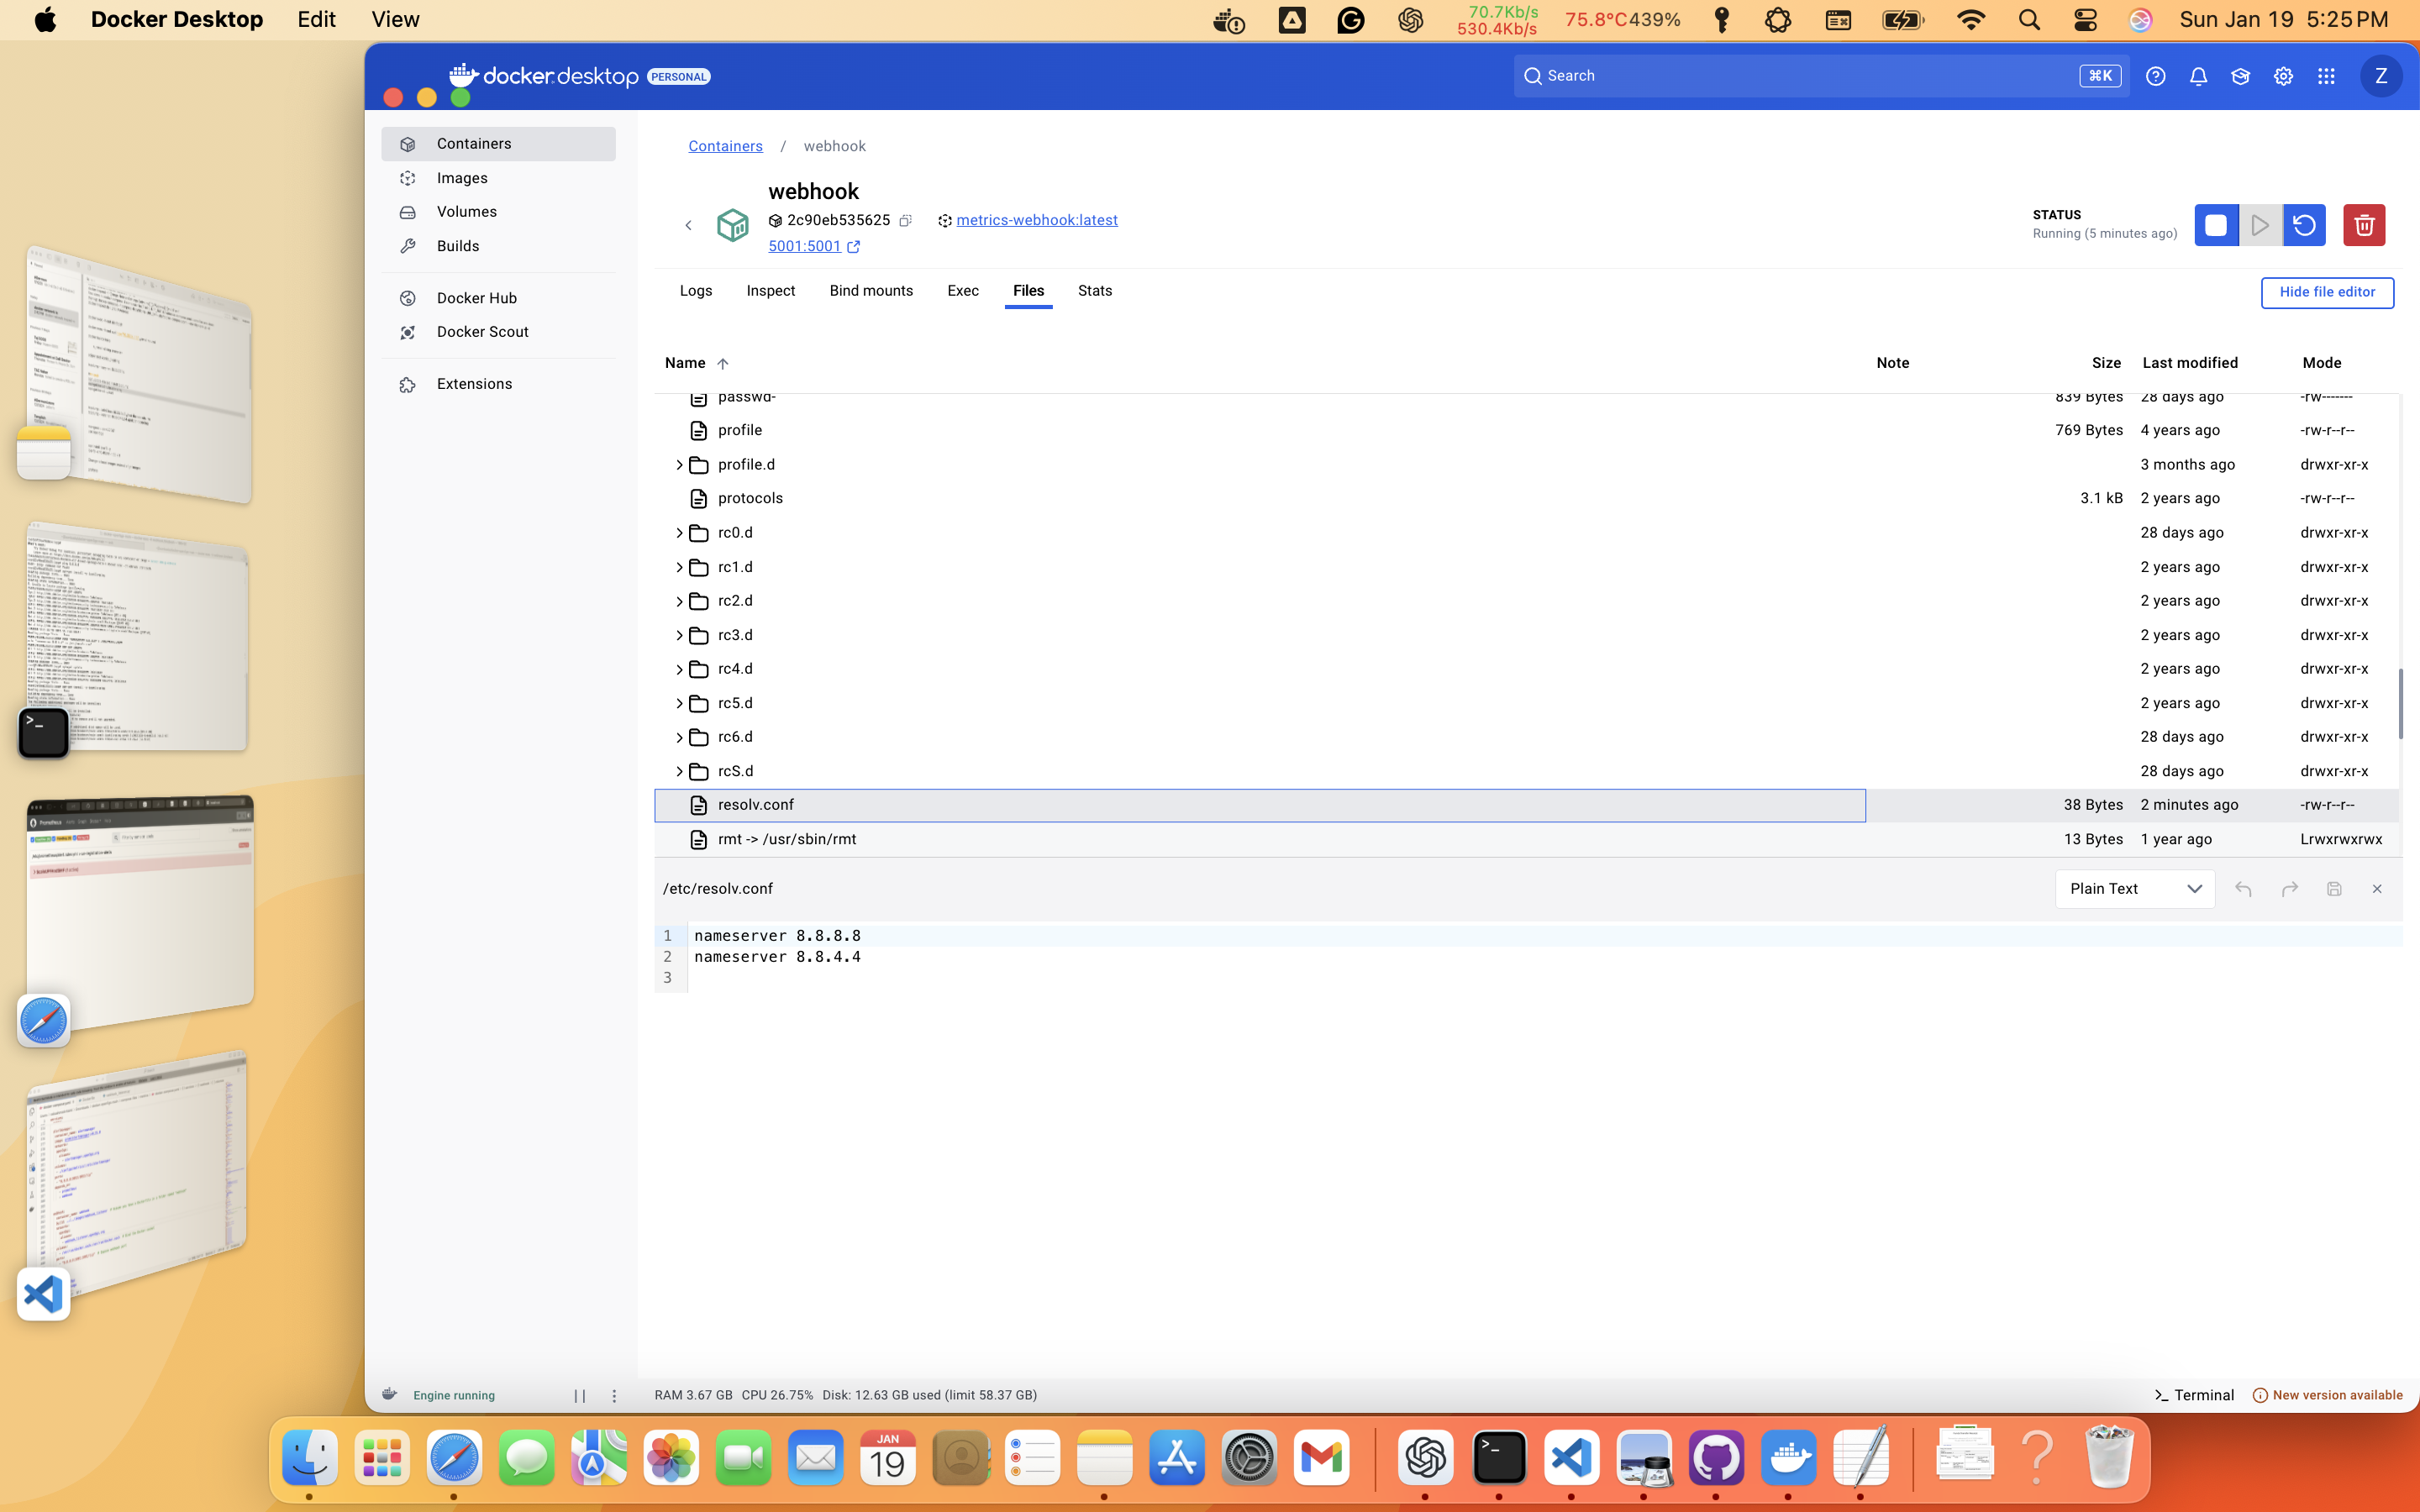 Docker Desktop Edit View
70.7Kb/s
530.4Kb/s
75.8°C439%
Sun Jan 19 5:25 PM
docker desktop PERSONAL
Search ⌘K Z
Containers
Images
Volumes
Builds
Docker Hub
Docker Scout
Extensions
Containers / webhook
webhook
2c90eb535625 metrics-webhook:latest
5001:5001
STATUS
Running (5 minutes ago)
Logs Inspect Bind mounts Exec Files Stats
Hide file editor
Name Note Size Last modified Mode
passwd- 839 Bytes 28 days ago -rw-------
profile 769 Bytes 4 years ago -rw-r--r--
profile.d 3 months ago drwxr-xr-x
protocols 3.1 kB 2 years ago -rw-r--r--
rc0.d 28 days ago drwxr-xr-x
rc1.d 2 years ago drwxr-xr-x
rc2.d 2 years ago drwxr-xr-x
rc3.d 2 years ago drwxr-xr-x
rc4.d 2 years ago drwxr-xr-x
rc5.d 2 years ago drwxr-xr-x
rc6.d 28 days ago drwxr-xr-x
rcS.d 28 days ago drwxr-xr-x
resolv.conf 38 Bytes 2 minutes ago -rw-r--r--
rmt -> /usr/sbin/rmt 13 Bytes 1 year ago Lrwxrwxrwx
/etc/resolv.conf Plain Text
1 nameserver 8.8.8.8
2 nameserver 8.8.4.4
3
Engine running
RAM 3.67 GB CPU 26.75% Disk: 12.63 GB used (limit 58.37 GB)
>_ Terminal
New version available
JAN
19